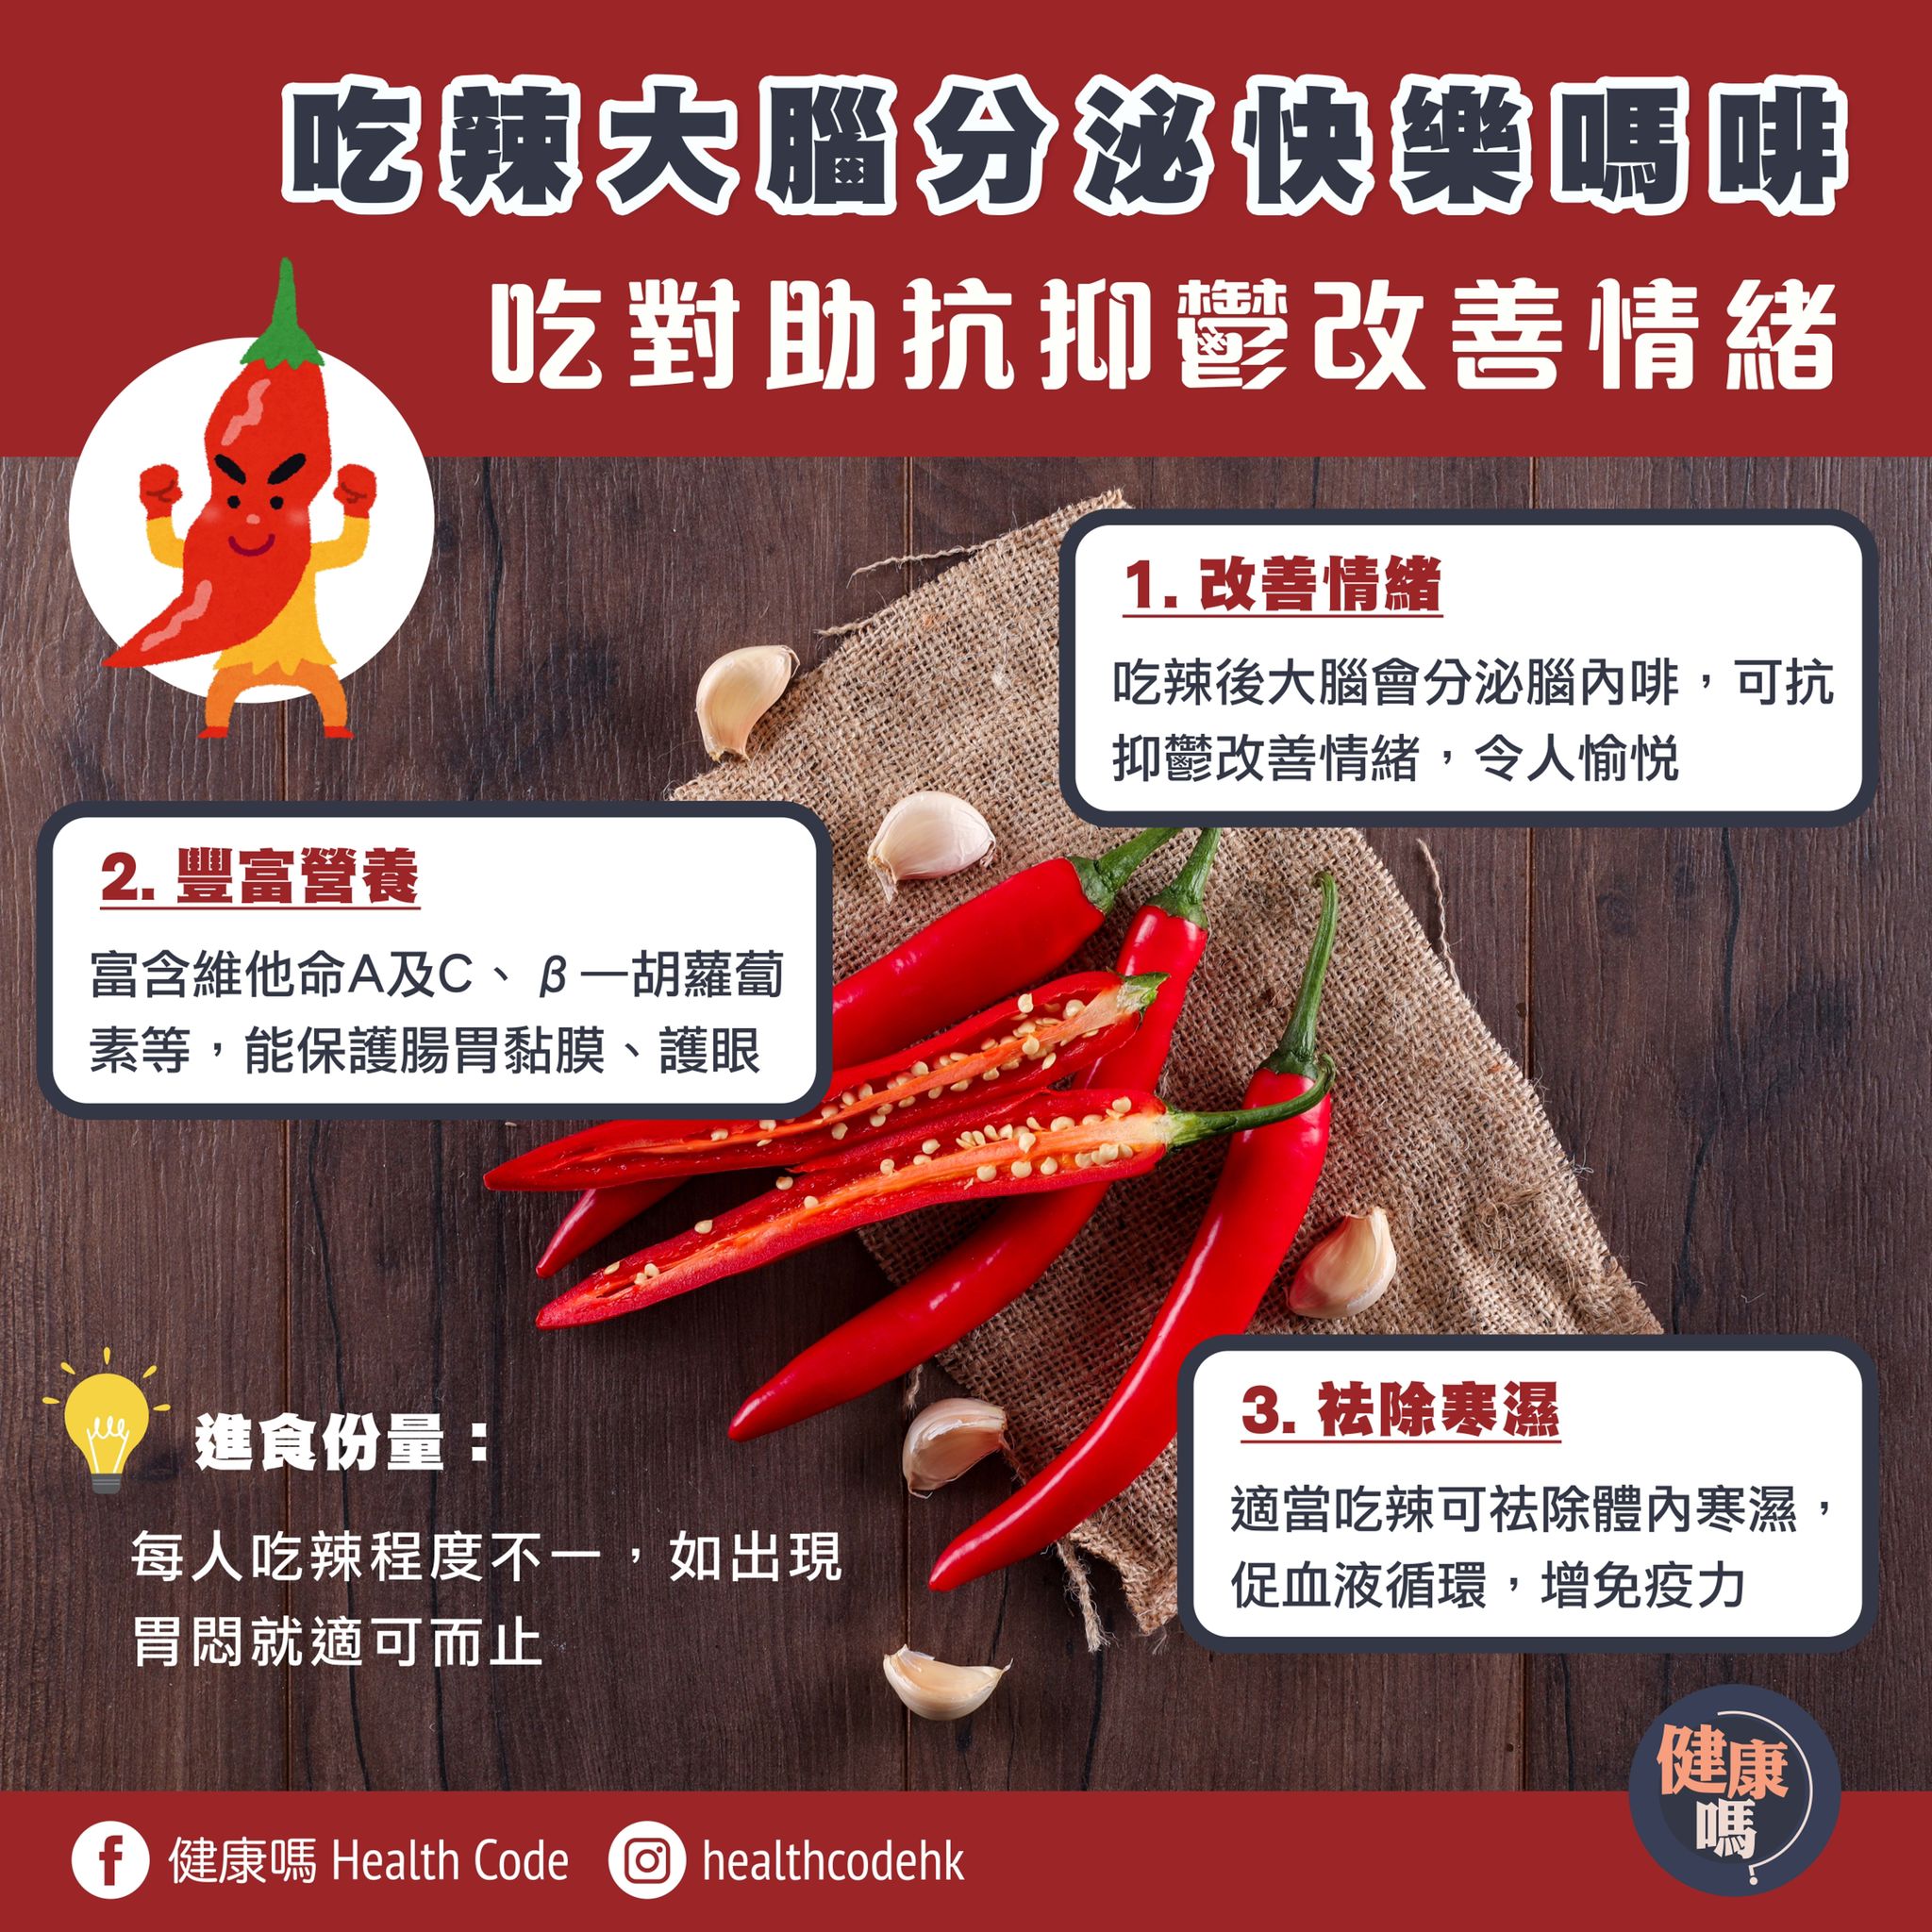 吃辣大腦分泌快樂嗎啡
吃對助抗抑鬱改善情緒
1. 改善情緒
吃辣後大腦會分泌腦內啡，可抗
抑鬱改善情緒，令人愉悅
2. 豐富營養
富含維他命A及C、β—胡蘿蔔
素等，能保護腸胃黏膜、護眼
3. 祛除寒濕
適當吃辣可祛除體內寒濕，
促血液循環，增免疫力
進食份量：
每人吃辣程度不一，如出現
胃悶就適可而止
健康嗎 Health Code
healthcodehk
健康
嗎